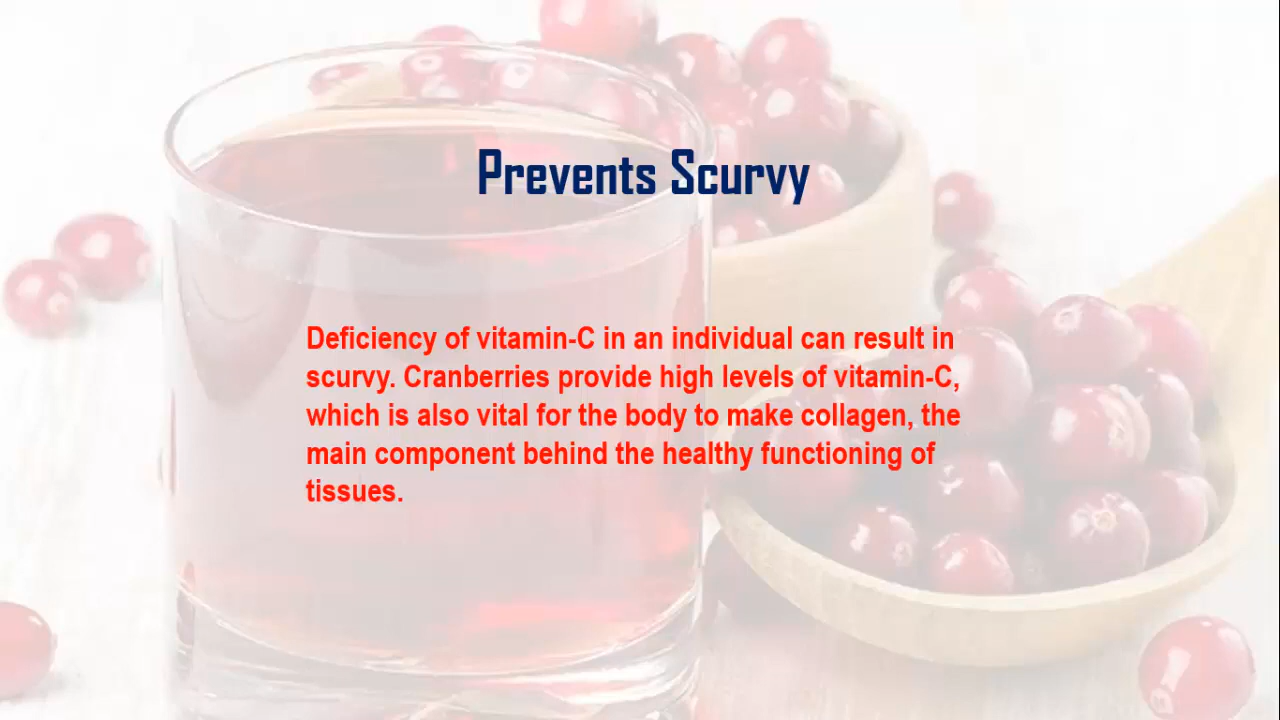 Prevents Scurvy
Deficiency of vitamin-C in an individual can result in
scurvy. Cranberries provide high levels of vitamin-C,
which is also vital for the body to make collagen, the
main component behind the healthy functioning of
tissues.